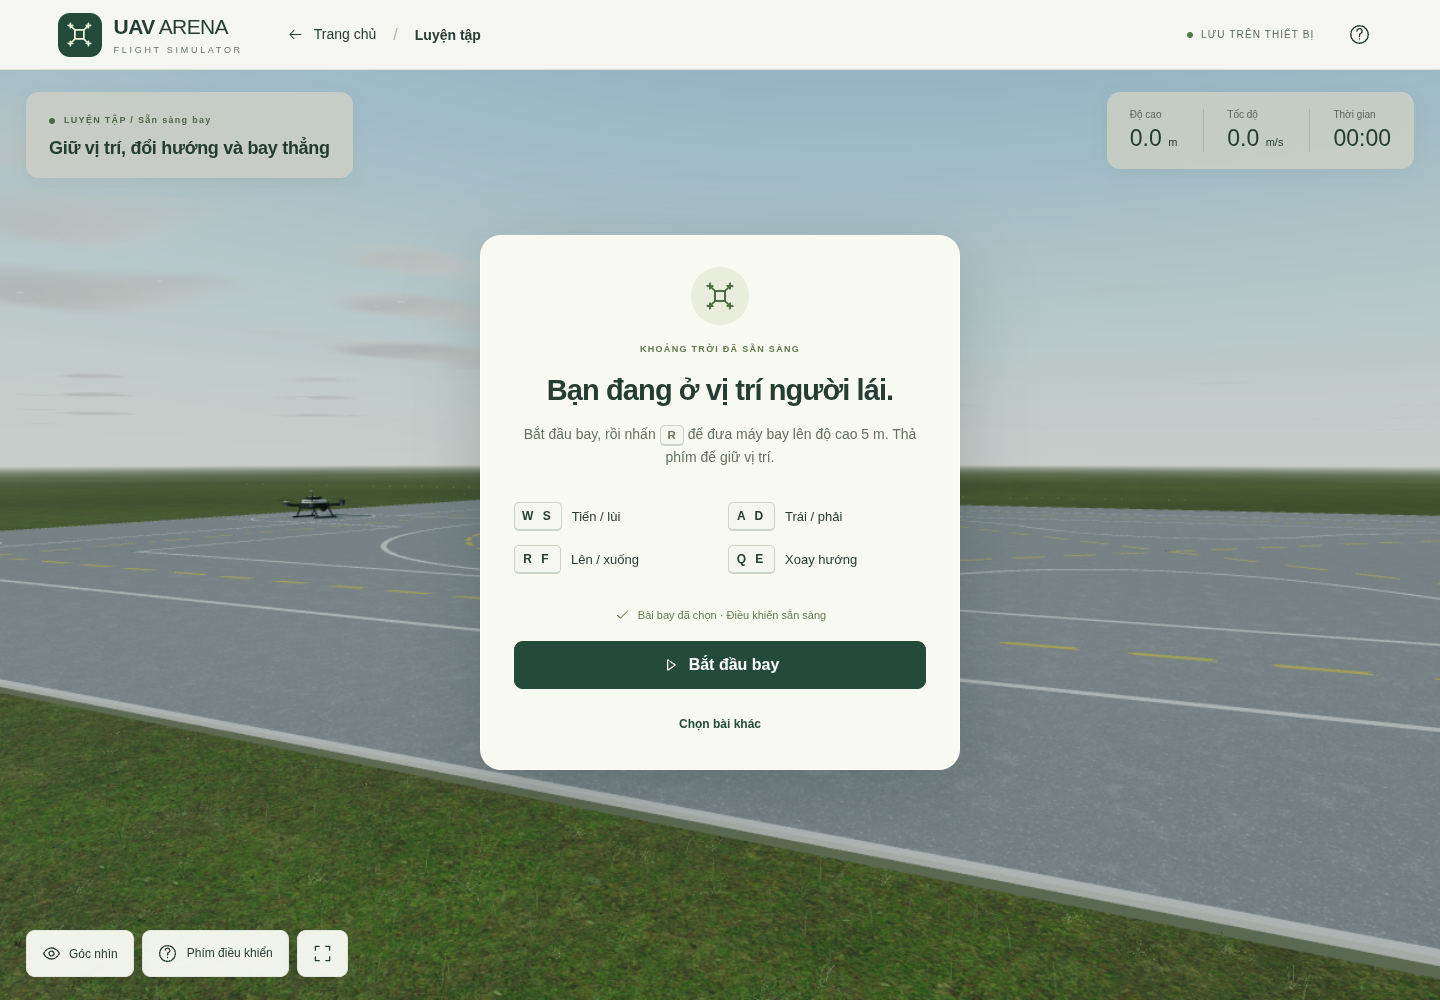 UAV ARENA
FLIGHT SIMULATOR
Trang chủ / Luyện tập
LƯU TRÊN THIẾT BỊ
LUYỆN TẬP / Sẵn sàng bay
Giữ vị trí, đổi hướng và bay thẳng
Độ cao Tốc độ Thời gian
0.0 m 0.0 m/s 00:00
KHOẢNG TRỜI ĐÃ SẴN SÀNG
Bạn đang ở vị trí người lái.
Bắt đầu bay, rồi nhấn R để đưa máy bay lên độ cao 5 m. Thả
phím để giữ vị trí.
W S Tiến / lùi A D Trái / phải
R F Lên / xuống Q E Xoay hướng
Bài bay đã chọn · Điều khiển sẵn sàng
Bắt đầu bay
Chọn bài khác
Góc nhìn Phím điều khiển